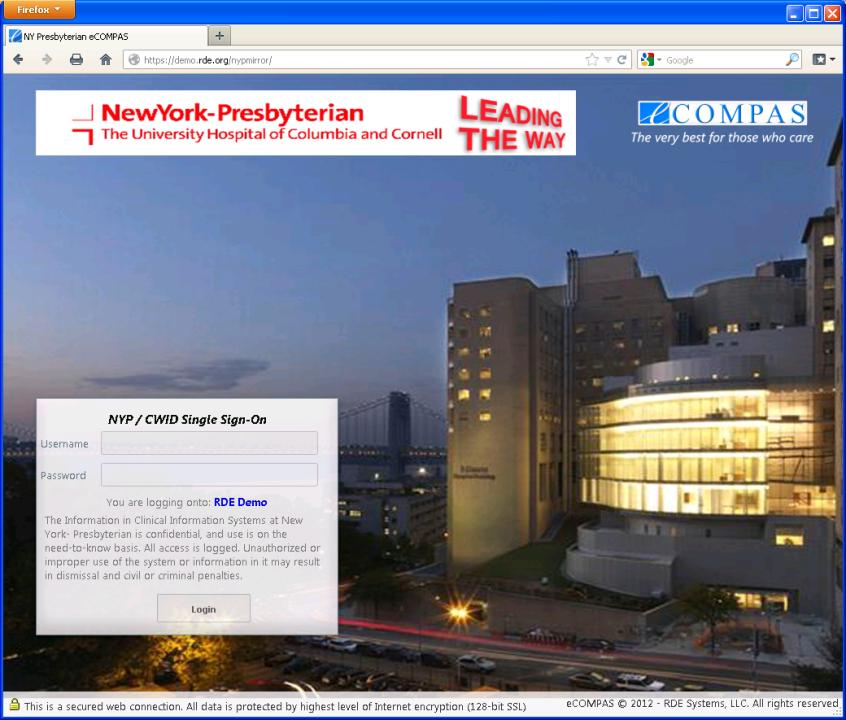 Firefox
NY Presbyterian eCOMPAS
https://demo.rde.org/nypmirror/
Google
NewYork-Presbyterian
The University Hospital of Columbia and Cornell
LEADING
THE WAY
eCOMPAS
The very best for those who care
NYP / CWID Single Sign-On
Username
Password
You are logging onto: RDE Demo
The Information in Clinical Information Systems at New
York- Presbyterian is confidential, and use is on the
need-to-know basis. All access is logged. Unauthorized or
improper use of the system or information in it may result
in dismissal and civil or criminal penalties.
Login
This is a secured web connection. All data is protected by highest level of Internet encryption (128-bit SSL)
eCOMPAS © 2012 - RDE Systems, LLC. All rights reserved.